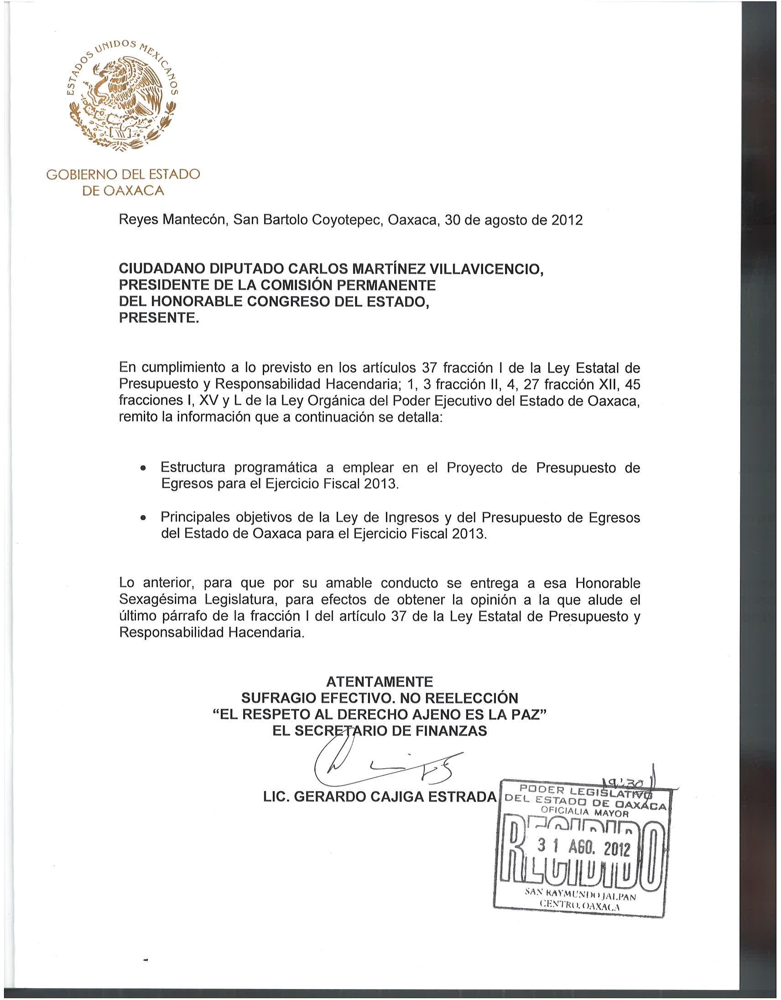 ESTADOS UNIDOS MEXICANOS
GOBIERNO DEL ESTADO
DE OAXACA
Reyes Mantecón, San Bartolo Coyotepec, Oaxaca, 30 de agosto de 2012
CIUDADANO DIPUTADO CARLOS MARTÍNEZ VILLAVICENCIO,
PRESIDENTE DE LA COMISIÓN PERMANENTE
DEL HONORABLE CONGRESO DEL ESTADO,
PRESENTE.
En cumplimiento a lo previsto en los artículos 37 fracción I de la Ley Estatal de
Presupuesto y Responsabilidad Hacendaria; 1, 3 fracción II, 4, 27 fracción XII, 45
fracciones I, XV y L de la Ley Orgánica del Poder Ejecutivo del Estado de Oaxaca,
remito la información que a continuación se detalla:
• Estructura programática a emplear en el Proyecto de Presupuesto de
Egresos para el Ejercicio Fiscal 2013.
• Principales objetivos de la Ley de Ingresos y del Presupuesto de Egresos
del Estado de Oaxaca para el Ejercicio Fiscal 2013.
Lo anterior, para que por su amable conducto se entrega a esa Honorable
Sexagésima Legislatura, para efectos de obtener la opinión a la que alude el
último párrafo de la fracción I del artículo 37 de la Ley Estatal de Presupuesto y
Responsabilidad Hacendaria.
ATENTAMENTE
SUFRAGIO EFECTIVO. NO REELECCIÓN
“EL RESPETO AL DERECHO AJENO ES LA PAZ”
EL SECRETARIO DE FINANZAS
LIC. GERARDO CAJIGA ESTRADA
19:30
PODER LEGISLATIVO
DEL ESTADO DE OAXACA
OFICIALIA MAYOR
RECIBIDO
31 AGO. 2012
SAN RAYMUNDO JALPAN
CENTRO, OAXACA